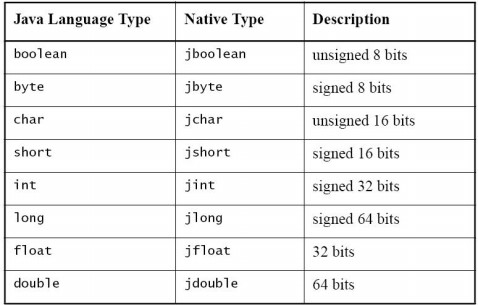 Java Language Type Native Type Description
boolean jboolean unsigned 8 bits
byte jbyte signed 8 bits
char jchar unsigned 16 bits
short jshort signed 16 bits
int jint signed 32 bits
long jlong signed 64 bits
float jfloat 32 bits
double jdouble 64 bits